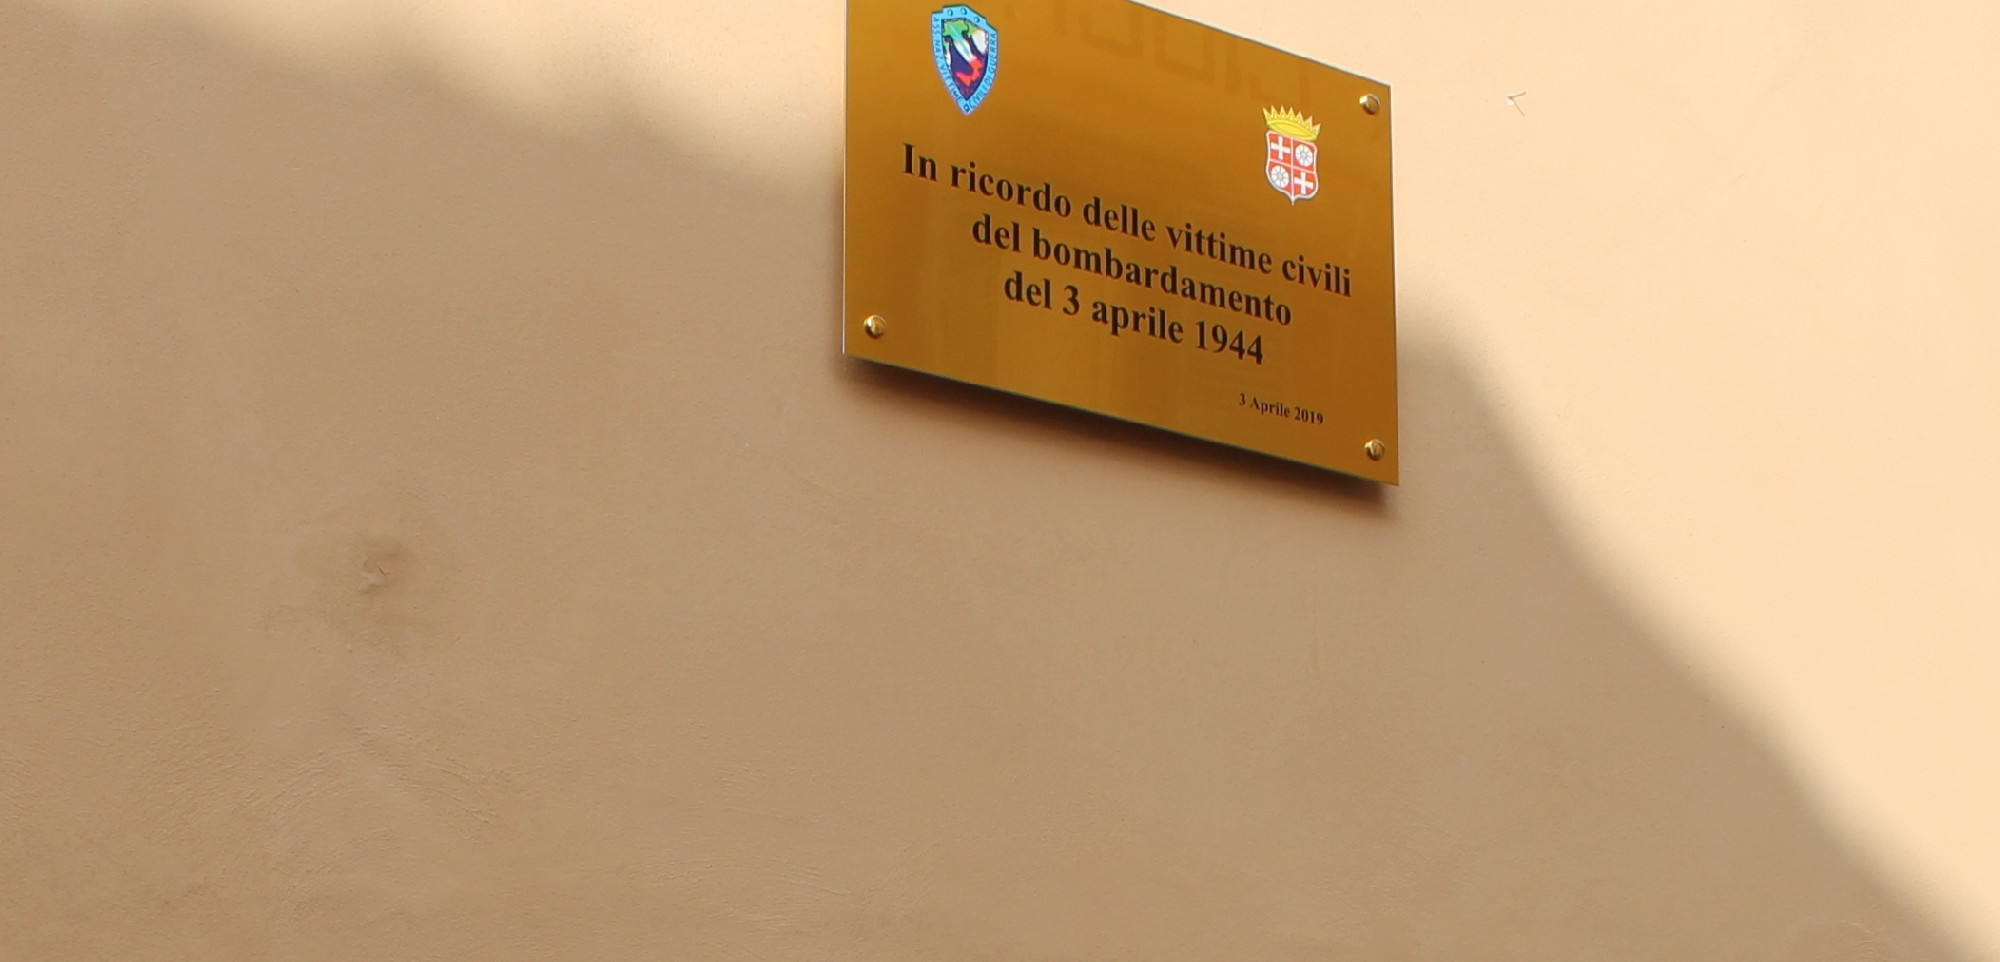 In ricordo delle vittime civili
del bombardamento
del 3 aprile 1944
3 Aprile 2019